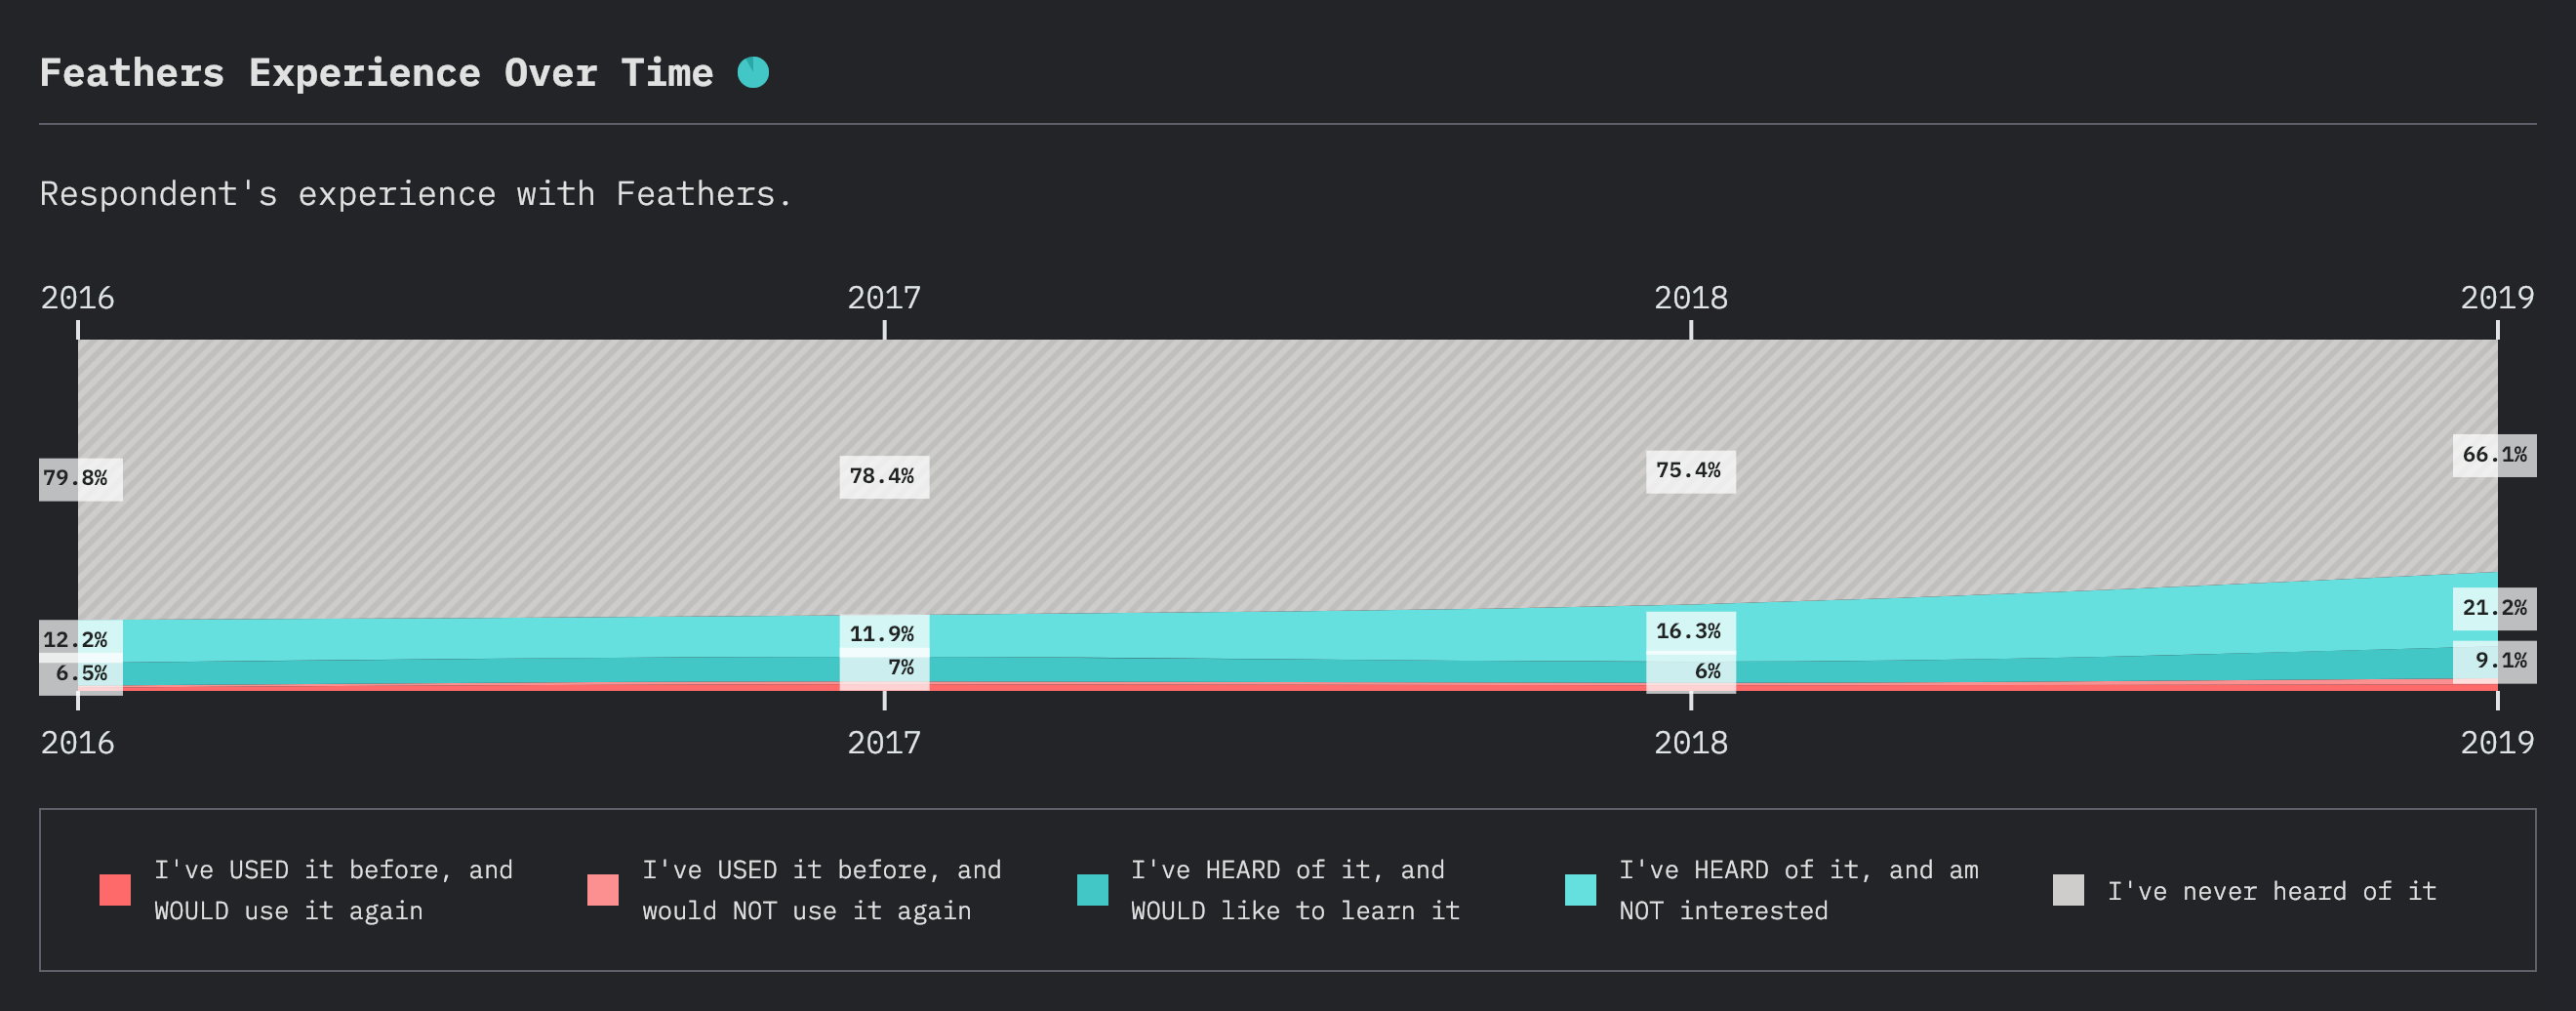 Feathers Experience Over Time
Respondent's experience with Feathers.
2016 2017 2018 2019
79.8% 78.4% 75.4% 66.1%
12.2% 11.9% 16.3% 21.2%
6.5% 7% 6% 9.1%
2016 2017 2018 2019
I've USED it before, and
WOULD use it again
I've USED it before, and
would NOT use it again
I've HEARD of it, and
WOULD like to learn it
I've HEARD of it, and am
NOT interested
I've never heard of it